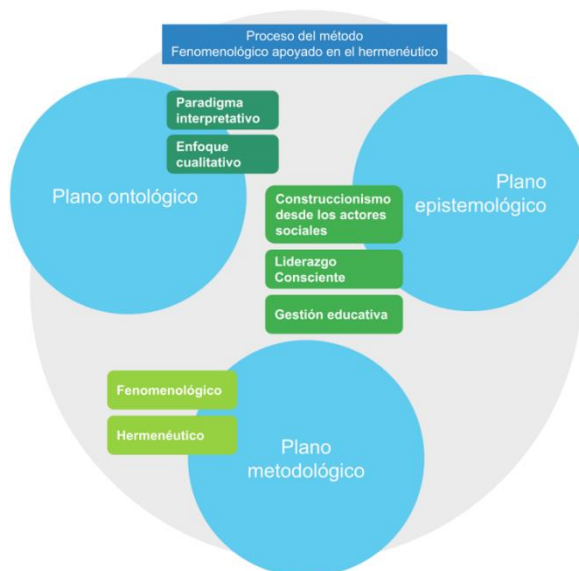 Proceso del método
Fenomenológico apoyado en el hermenéutico
Paradigma
interpretativo
Enfoque
cualitativo
Plano ontológico
Plano
epistemológico
Construccionismo
desde los actores
sociales
Liderazgo
Consciente
Gestión educativa
Fenomenológico
Hermenéutico
Plano
metodológico